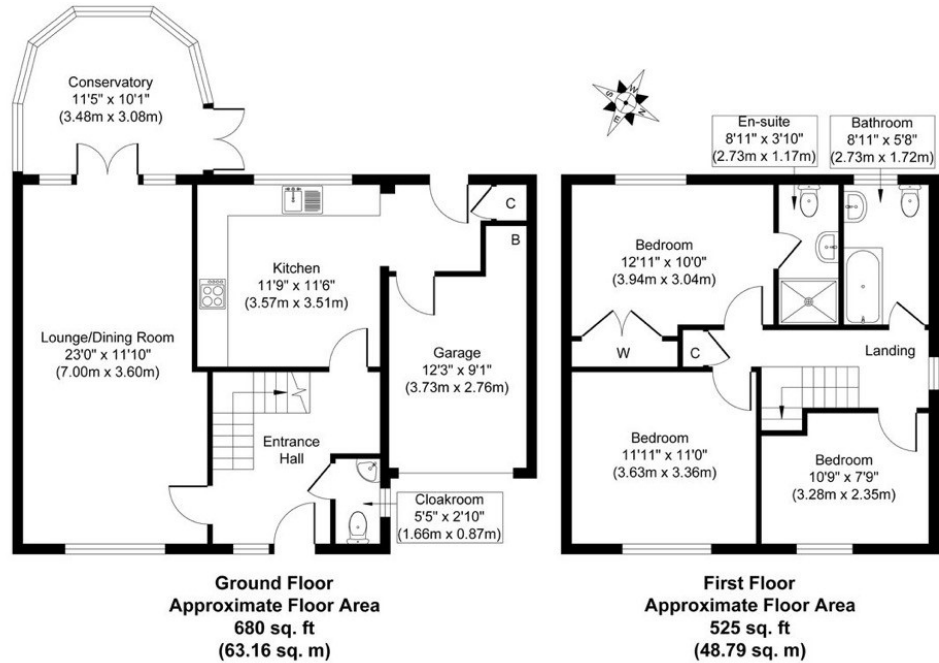 Conservatory
11'5" x 10'1"
(3.48m x 3.08m)
Kitchen
11'9" x 11'6"
(3.57m x 3.51m)
C
B
Lounge/Dining Room
23'0" x 11'10"
(7.00m x 3.60m)
Garage
12'3" x 9'1"
(3.73m x 2.76m)
Entrance
Hall
Cloakroom
5'5" x 2'10"
(1.66m x 0.87m)
Ground Floor
Approximate Floor Area
680 sq. ft
(63.16 sq. m)
S
W
E
N
En-suite
8'11" x 3'10"
(2.73m x 1.17m)
Bathroom
8'11" x 5'8"
(2.73m x 1.72m)
Bedroom
12'11" x 10'0"
(3.94m x 3.04m)
W
C
Landing
Bedroom
11'11" x 11'0"
(3.63m x 3.36m)
Bedroom
10'9" x 7'9"
(3.28m x 2.35m)
First Floor
Approximate Floor Area
525 sq. ft
(48.79 sq. m)